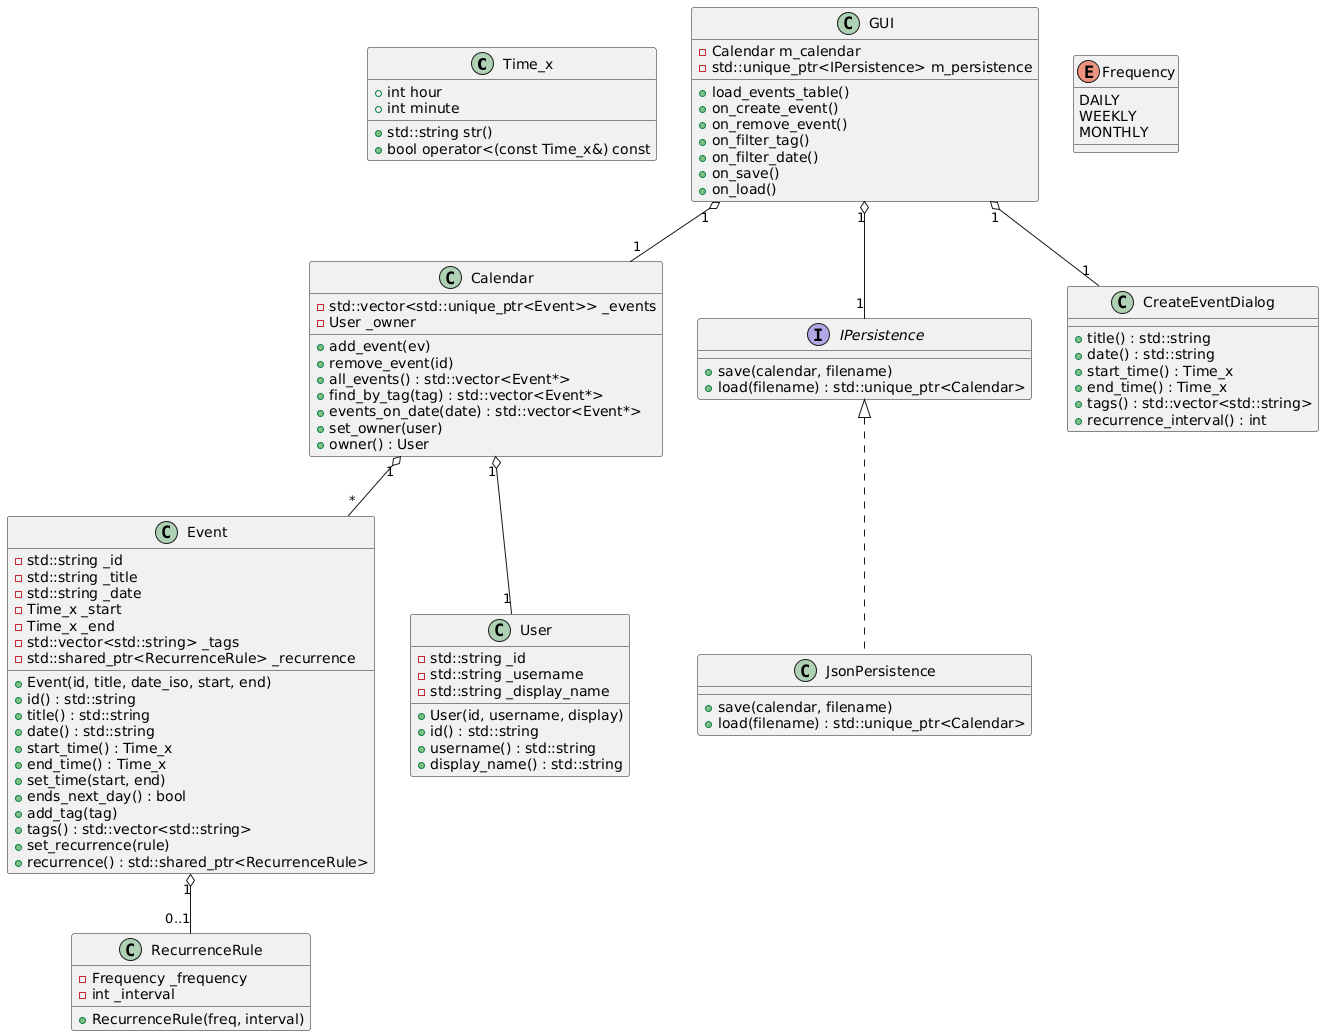 C Time_x
int hour
int minute
std::string str()
bool operator<(const Time_x&) const
C GUI
Calendar m_calendar
std::unique_ptr<IPersistence> m_persistence
load_events_table()
on_create_event()
on_remove_event()
on_filter_tag()
on_filter_date()
on_save()
on_load()
E Frequency
DAILY
WEEKLY
MONTHLY
1
1
1
1
1
1
C Calendar
std::vector<std::unique_ptr<Event>> _events
User _owner
add_event(ev)
remove_event(id)
all_events() : std::vector<Event*>
find_by_tag(tag) : std::vector<Event*>
events_on_date(date) : std::vector<Event*>
set_owner(user)
owner() : User
I IPersistence
save(calendar, filename)
load(filename) : std::unique_ptr<Calendar>
C CreateEventDialog
title() : std::string
date() : std::string
start_time() : Time_x
end_time() : Time_x
tags() : std::vector<std::string>
recurrence_interval() : int
1
1
*
1
C Event
std::string _id
std::string _title
std::string _date
Time_x _start
Time_x _end
std::vector<std::string> _tags
std::shared_ptr<RecurrenceRule> _recurrence
Event(id, title, date_iso, start, end)
id() : std::string
title() : std::string
date() : std::string
start_time() : Time_x
end_time() : Time_x
set_time(start, end)
ends_next_day() : bool
add_tag(tag)
tags() : std::vector<std::string>
set_recurrence(rule)
recurrence() : std::shared_ptr<RecurrenceRule>
C User
std::string _id
std::string _username
std::string _display_name
User(id, username, display)
id() : std::string
username() : std::string
display_name() : std::string
C JsonPersistence
save(calendar, filename)
load(filename) : std::unique_ptr<Calendar>
1
0..1
C RecurrenceRule
Frequency _frequency
int _interval
RecurrenceRule(freq, interval)